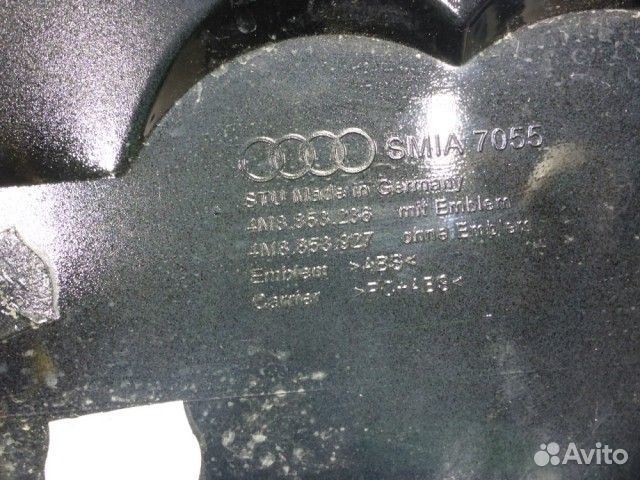 SMIA 7055
STU Made in Germany
4M8.853.236 mit Emblem
4M8.853.927 ohne Emblem
Emblem >ABS<
Carrier >PC+ABS<
Avito